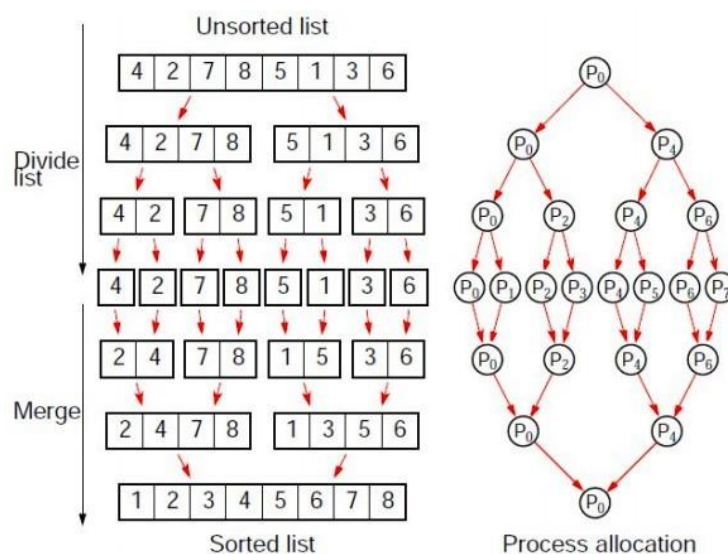 Unsorted list
4 2 7 8 5 1 3 6
P0
4 2 7 8 5 1 3 6
P0 P4
Divide
list
4 2 7 8 5 1 3 6
P0 P2 P4 P6
4 2 7 8 5 1 3 6
P0 P1 P2 P3 P4 P5 P6 P7
2 4 7 8 1 5 3 6
P0 P2 P4 P6
Merge
2 4 7 8 1 3 5 6
P0 P4
1 2 3 4 5 6 7 8
P0
Sorted list
Process allocation